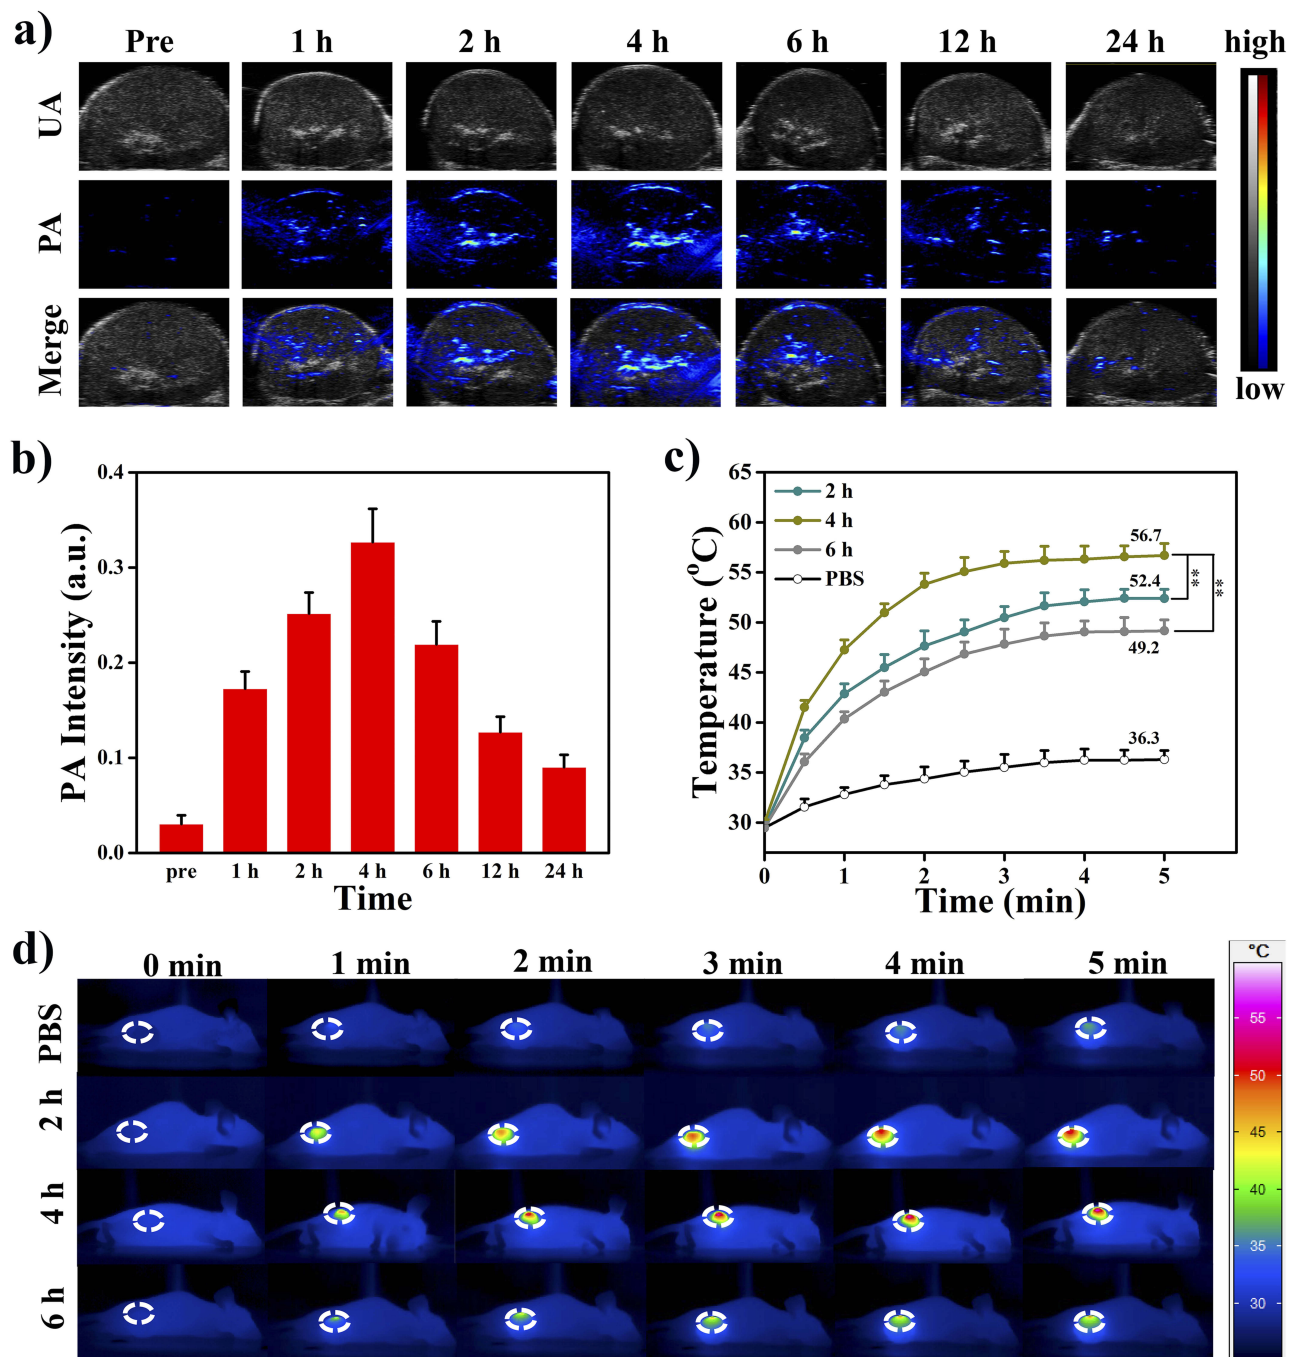 a)
Pre 1 h 2 h 4 h 6 h 12 h 24 h high
UA
PA
Merge
low
b)
0.4
0.3
0.2
0.1
0.0
PA Intensity (a.u.)
pre 1 h 2 h 4 h 6 h 12 h 24 h
Time
c)
65
60
55
50
45
40
35
30
Temperature (°C)
2 h
4 h
6 h
PBS
56.7
52.4
49.2
36.3
**
**
0 1 2 3 4 5
Time (min)
d)
0 min 1 min 2 min 3 min 4 min 5 min
PBS
2 h
4 h
6 h
°C
55
50
45
40
35
30